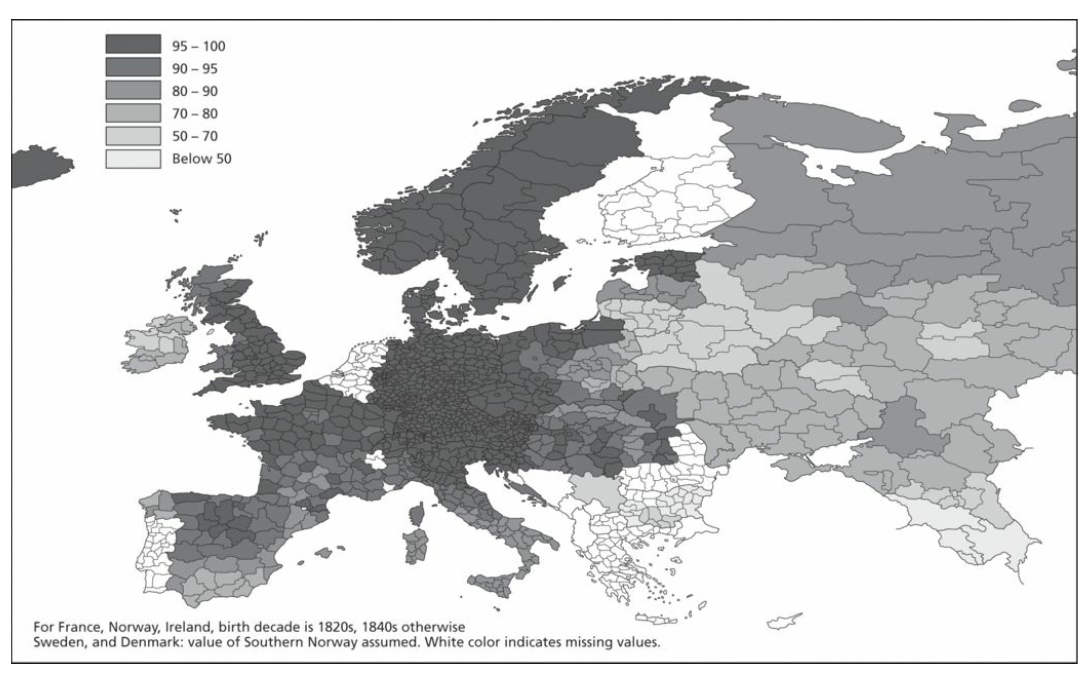 95 – 100
90 – 95
80 – 90
70 – 80
50 – 70
Below 50
For France, Norway, Ireland, birth decade is 1820s, 1840s otherwise
Sweden, and Denmark: value of Southern Norway assumed. White color indicates missing values.